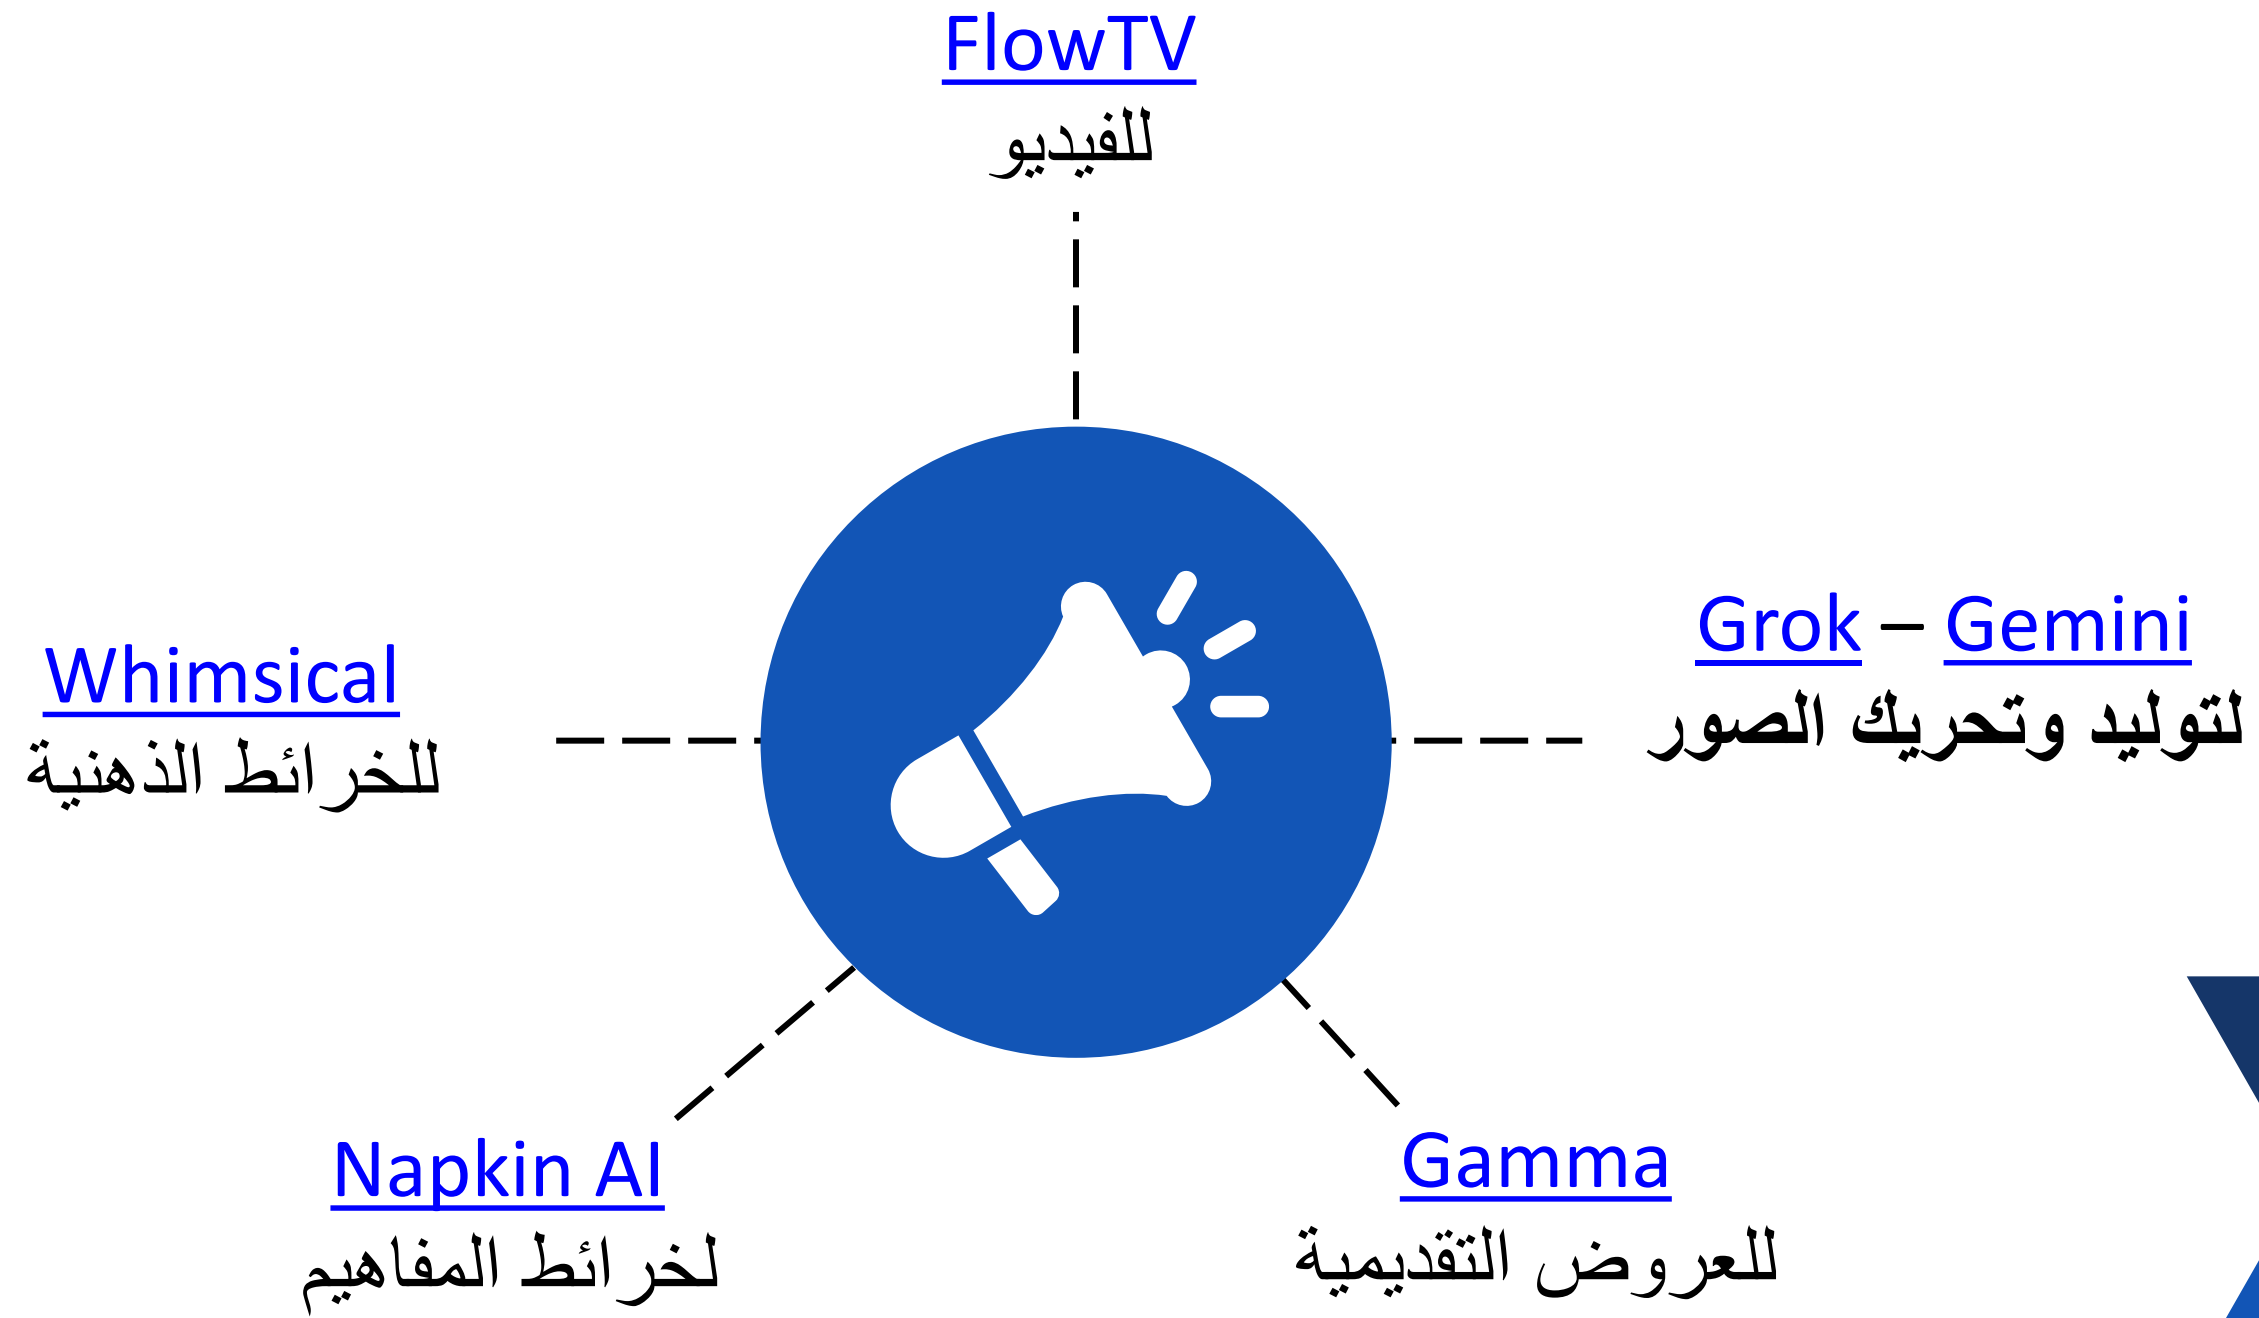 FlowTV
للفيديو
Grok – Gemini
لتوليد وتحريك الصور
Whimsical
للخرائط الذهنية
Napkin AI
لخرائط المفاهيم
Gamma
للعروض التقديمية